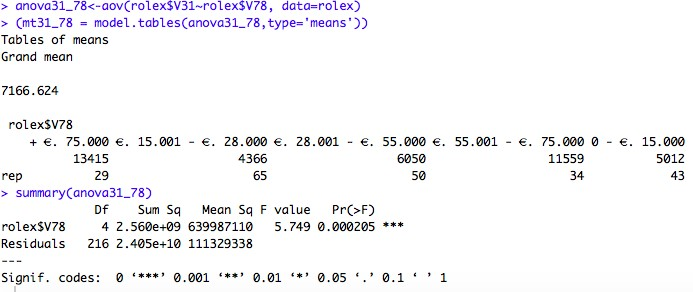 > anova31_78<-aov(rolex$V31~rolex$V78, data=rolex)
> (mt31_78 = model.tables(anova31_78,type='means'))
Tables of means
Grand mean
7166.624
rolex$V78
+ €. 75.000 €. 15.001 - €. 28.000 €. 28.001 - €. 55.000 €. 55.001 - €. 75.000 0 - €. 15.000
13415 4366 6050 11559 5012
rep 29 65 50 34 43
> summary(anova31_78)
Df Sum Sq Mean Sq F value Pr(>F)
rolex$V78 4 2.560e+09 639987110 5.749 0.000205 ***
Residuals 216 2.405e+10 111329338
---
Signif. codes: 0 ‘***’ 0.001 ‘**’ 0.01 ‘*’ 0.05 ‘.’ 0.1 ‘ ’ 1